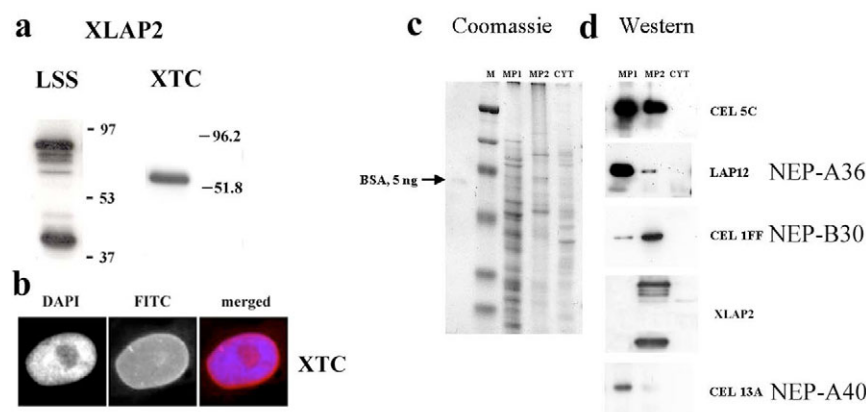 a XLAP2
LSS XTC
- 97
- 53
- 37
–96.2
–51.8
b
DAPI FITC merged
XTC
c Coomassie
M MP1 MP2 CYT
BSA, 5 ng
d Western
MP1 MP2 CYT
CEL 5C
LAP12 NEP-A36
CEL 1FF NEP-B30
XLAP2
CEL 13A NEP-A40